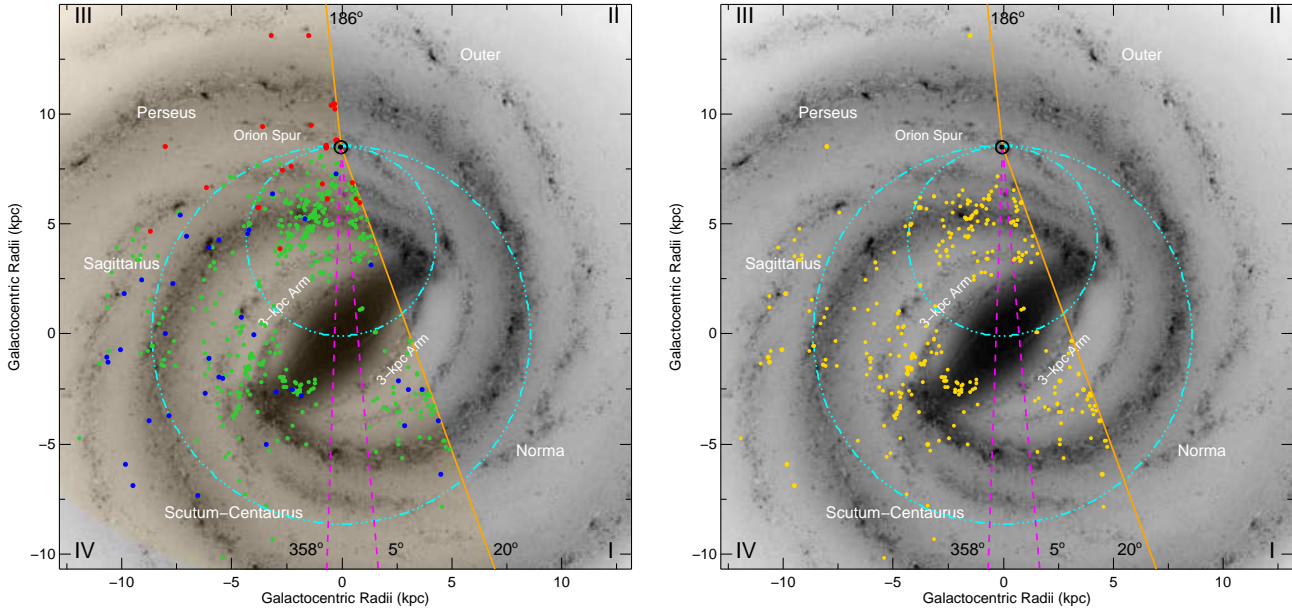 III 186° II
Outer
Perseus
Orion Spur
Sagittarius
3−kpc Arm
3−kpc Arm
Norma
Scutum−Centaurus
IV 358° 5° 20° I
10
5
0
−5
−10
−10 −5 0 5 10
Galactocentric Radii (kpc)
Galactocentric Radii (kpc)
III 186° II
Outer
Perseus
Orion Spur
Sagittarius
3−kpc Arm
3−kpc Arm
Norma
Scutum−Centaurus
IV 358° 5° 20° I
10
5
0
−5
−10
−10 −5 0 5 10
Galactocentric Radii (kpc)
Galactocentric Radii (kpc)